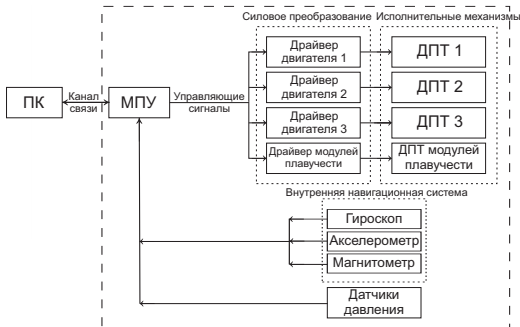 Силовое преобразование
Исполнительные механизмы
Драйвер
двигателя 1
ДПТ 1
Драйвер
двигателя 2
ДПТ 2
ПК
Канал
связи
МПУ
Управляющие
сигналы
Драйвер
двигателя 3
ДПТ 3
Драйвер модулей
плавучести
ДПТ модулей
плавучести
Внутренняя навигационная система
Гироскоп
Акселерометр
Магнитометр
Датчики
давления